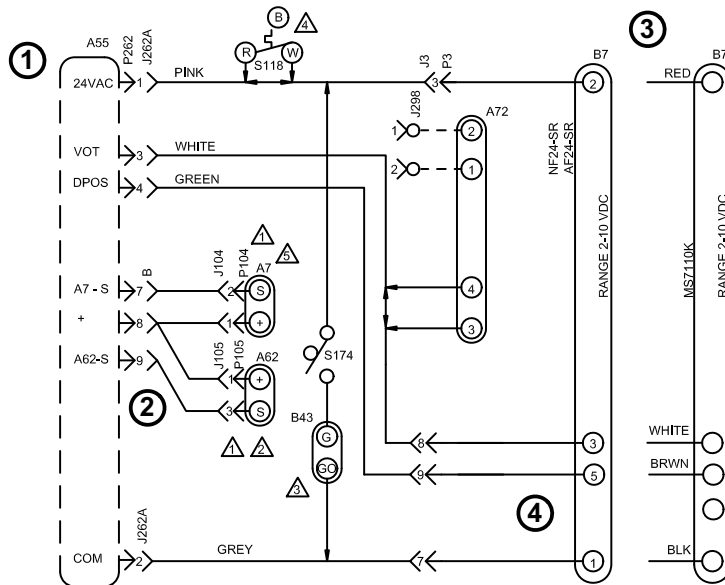 1
A55
P262
J262A
24VAC
1
PINK
B
4
R
W
S118
J3
P3
3
B7
2
3
B7
RED
VOT
3
WHITE
DPOS
4
GREEN
J298
A72
1
2
2
1
NF24-SR
AF24-SR
RANGE 2-10 VDC
MS7110K
RANGE 2-10 VDC
A7 - S
7
B
J104
P104
1
5
A7
2
S
+
8
1
+
4
3
A62-S
9
J105
P105
A62
1
+
3
S
2
1
2
S174
B43
G
GO
3
8
3
WHITE
9
5
BRWN
4
J262A
COM
2
GREY
7
1
BLK